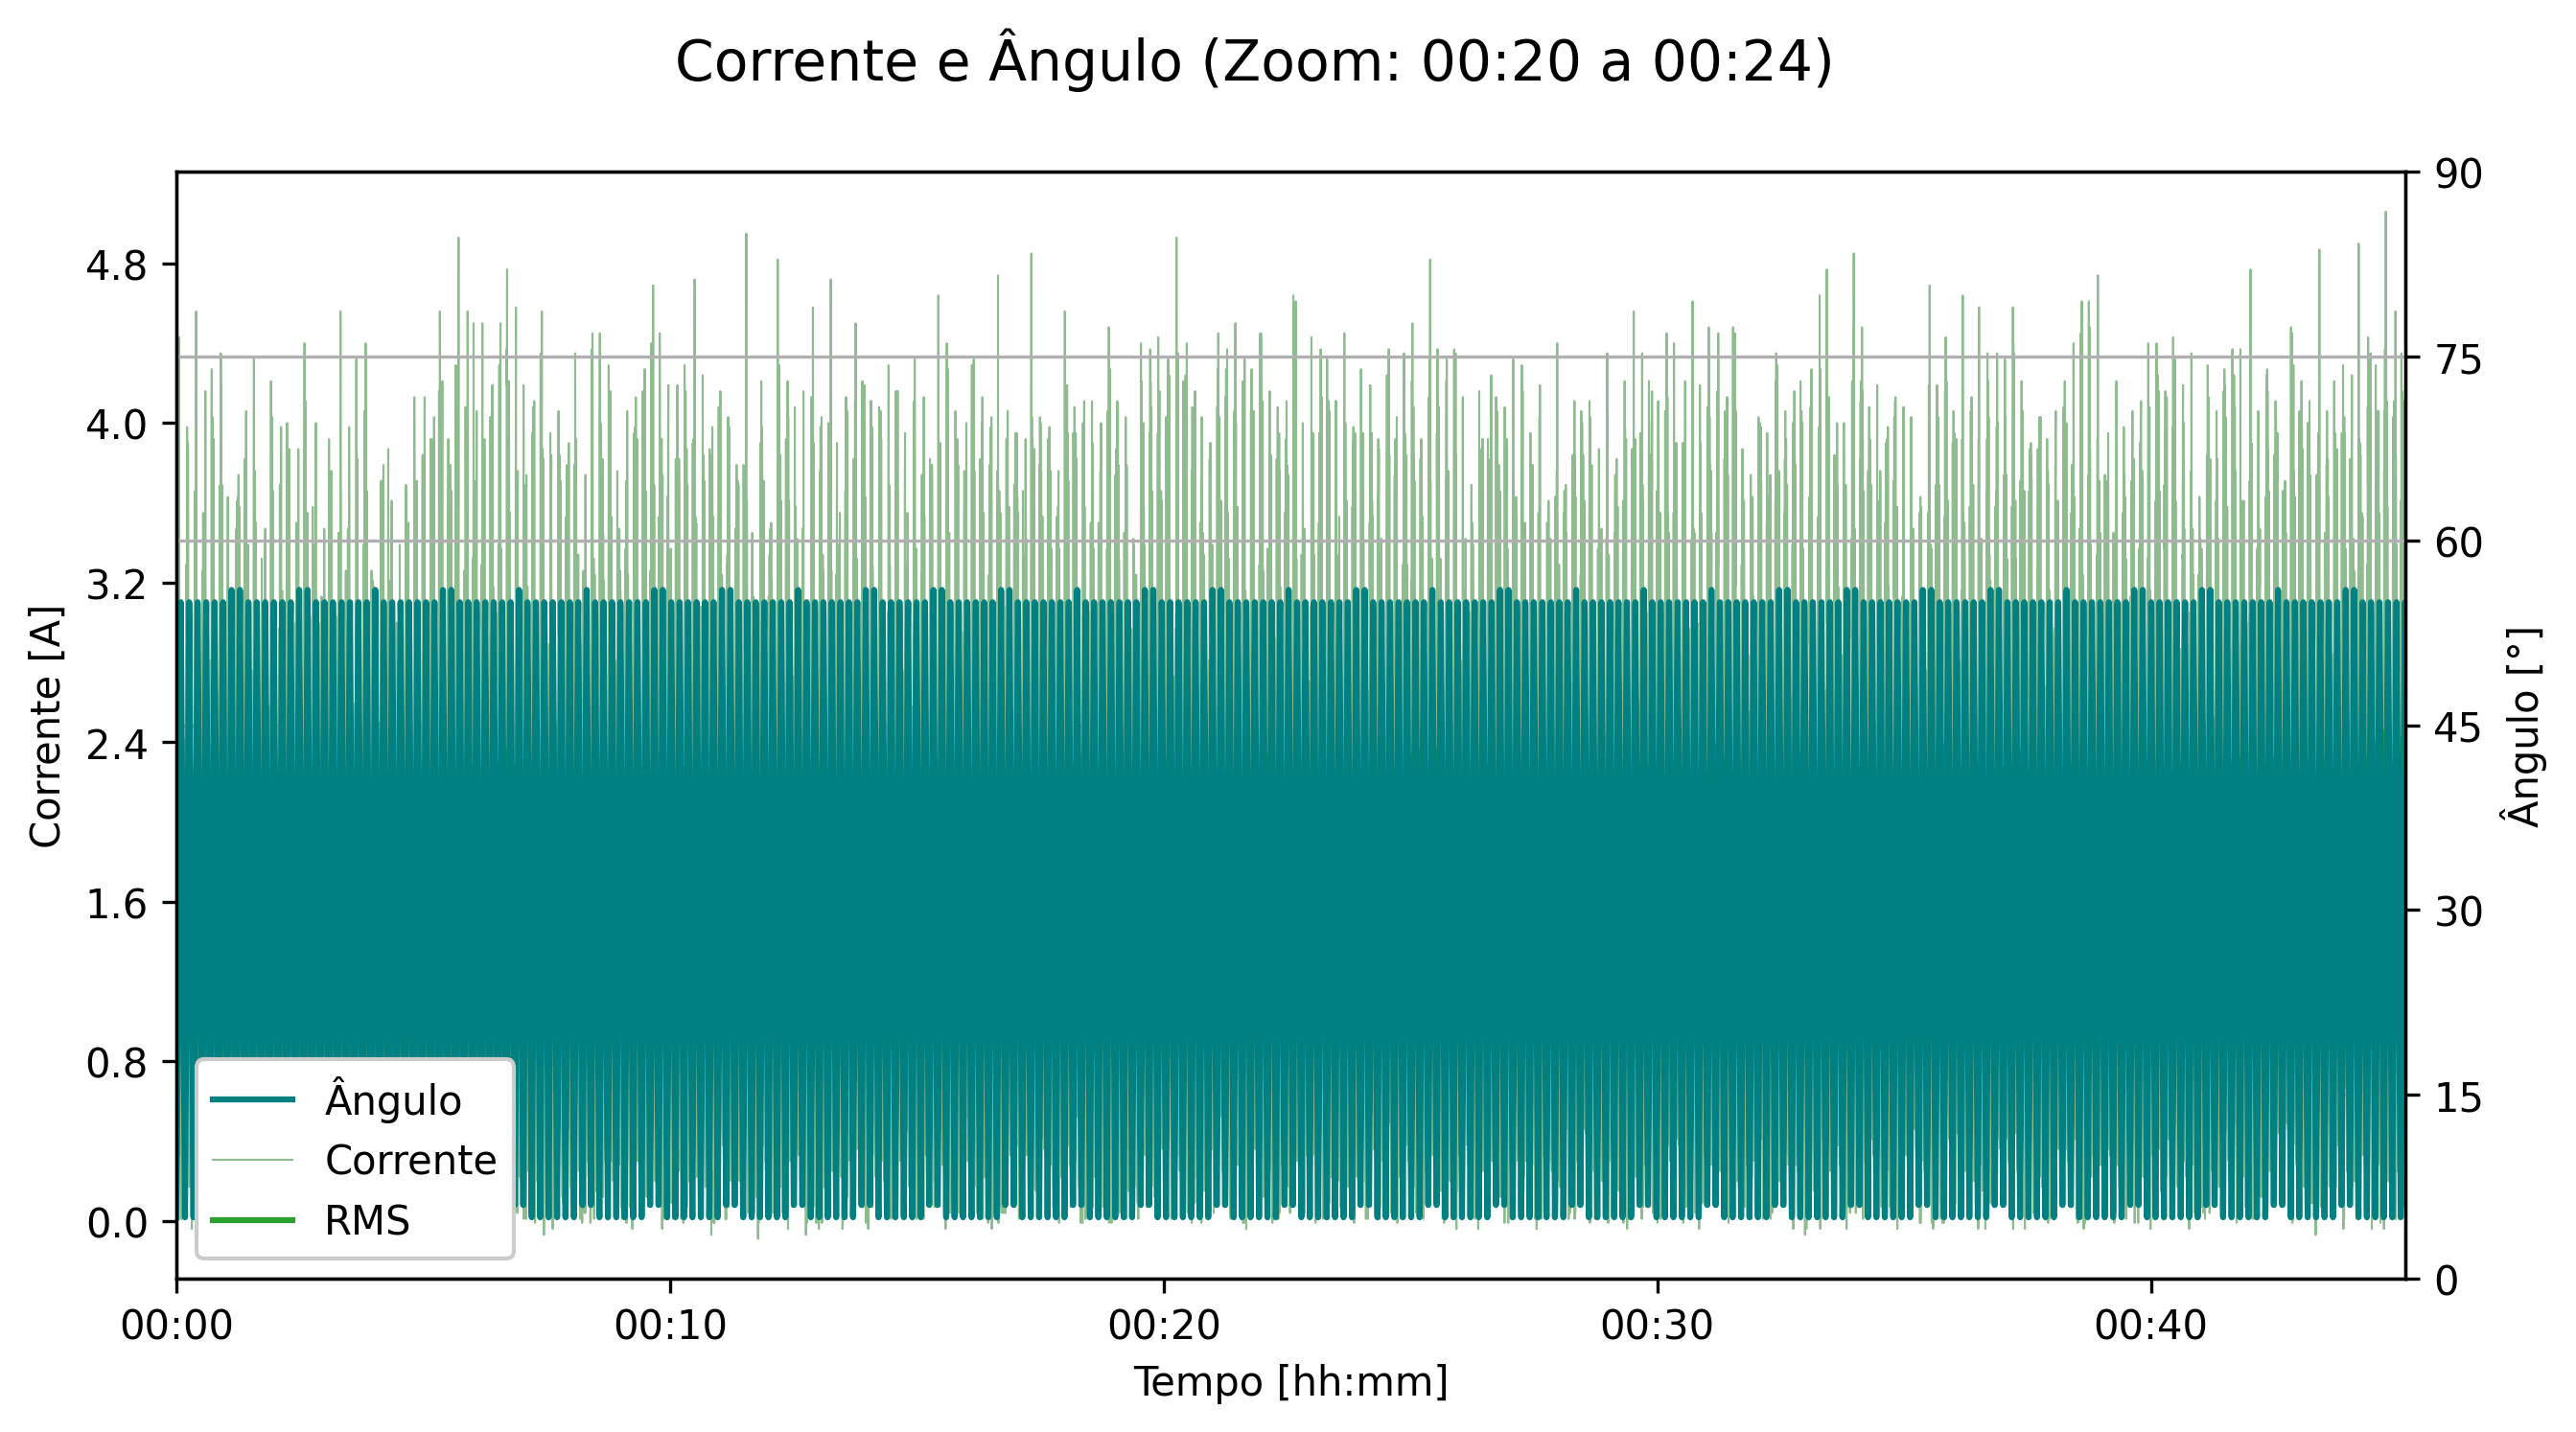 Corrente e Ângulo (Zoom: 00:20 a 00:24)
Corrente [A]
4.8
4.0
3.2
2.4
1.6
0.8
0.0
90
75
60
45
30
15
0
Ângulo [°]
Ângulo
Corrente
RMS
00:00
00:10
00:20
00:30
00:40
Tempo [hh:mm]